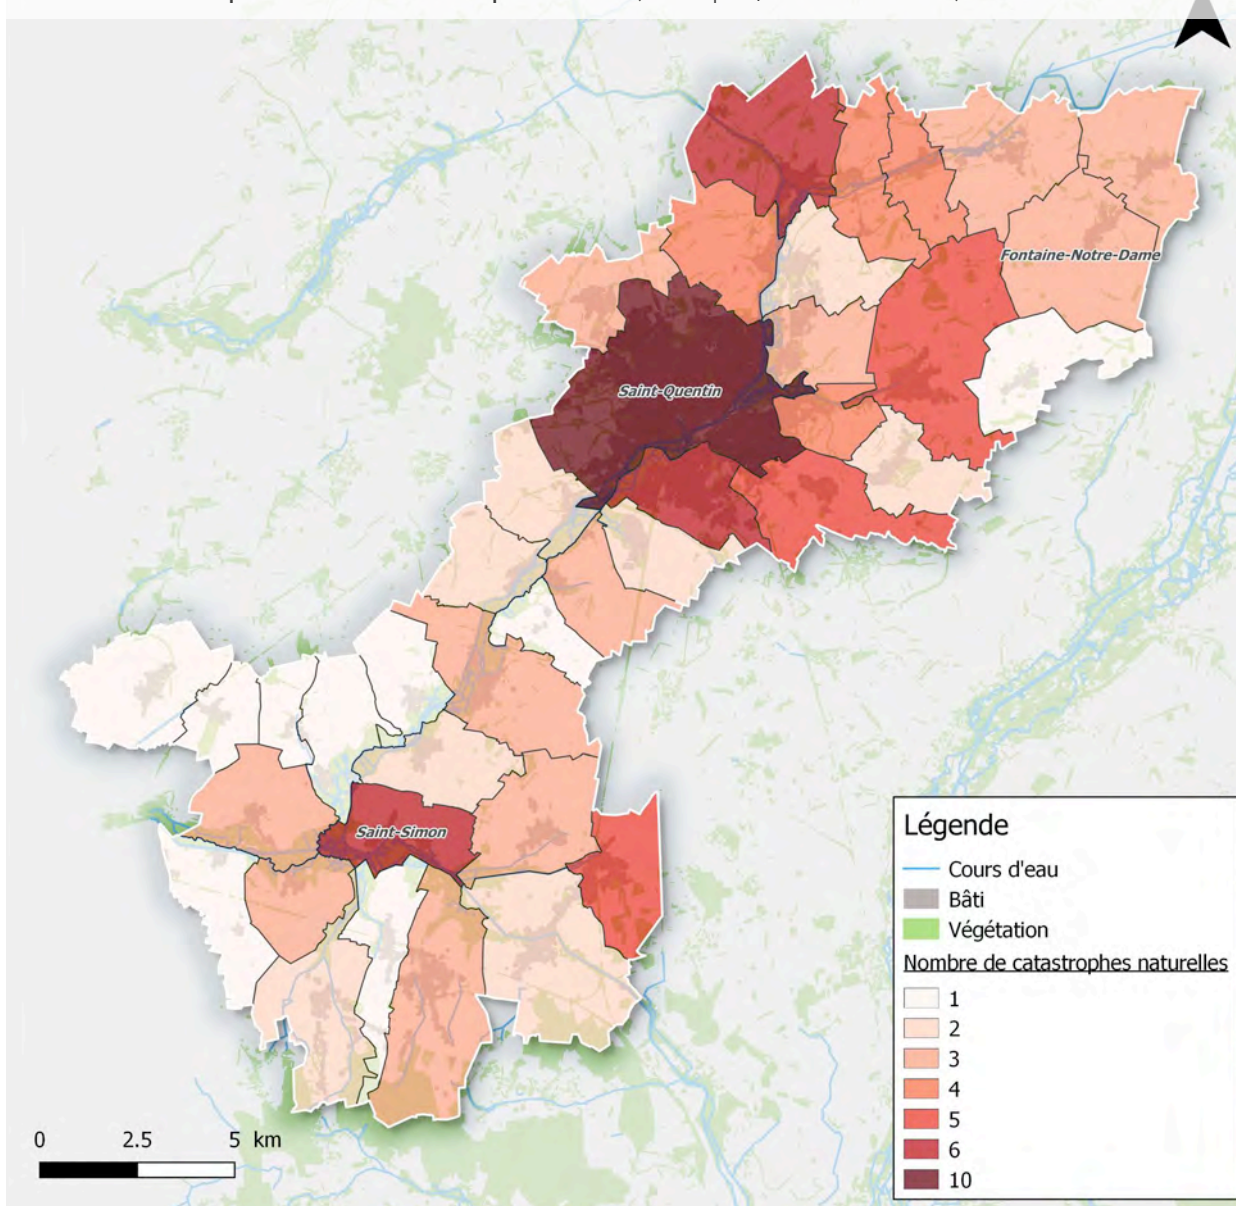 Fontaine-Notre-Dame
Saint-Quentin
Saint-Simon
Légende
Cours d'eau
Bâti
Végétation
Nombre de catastrophes naturelles
1
2
3
4
5
6
10
0 2.5 5 km